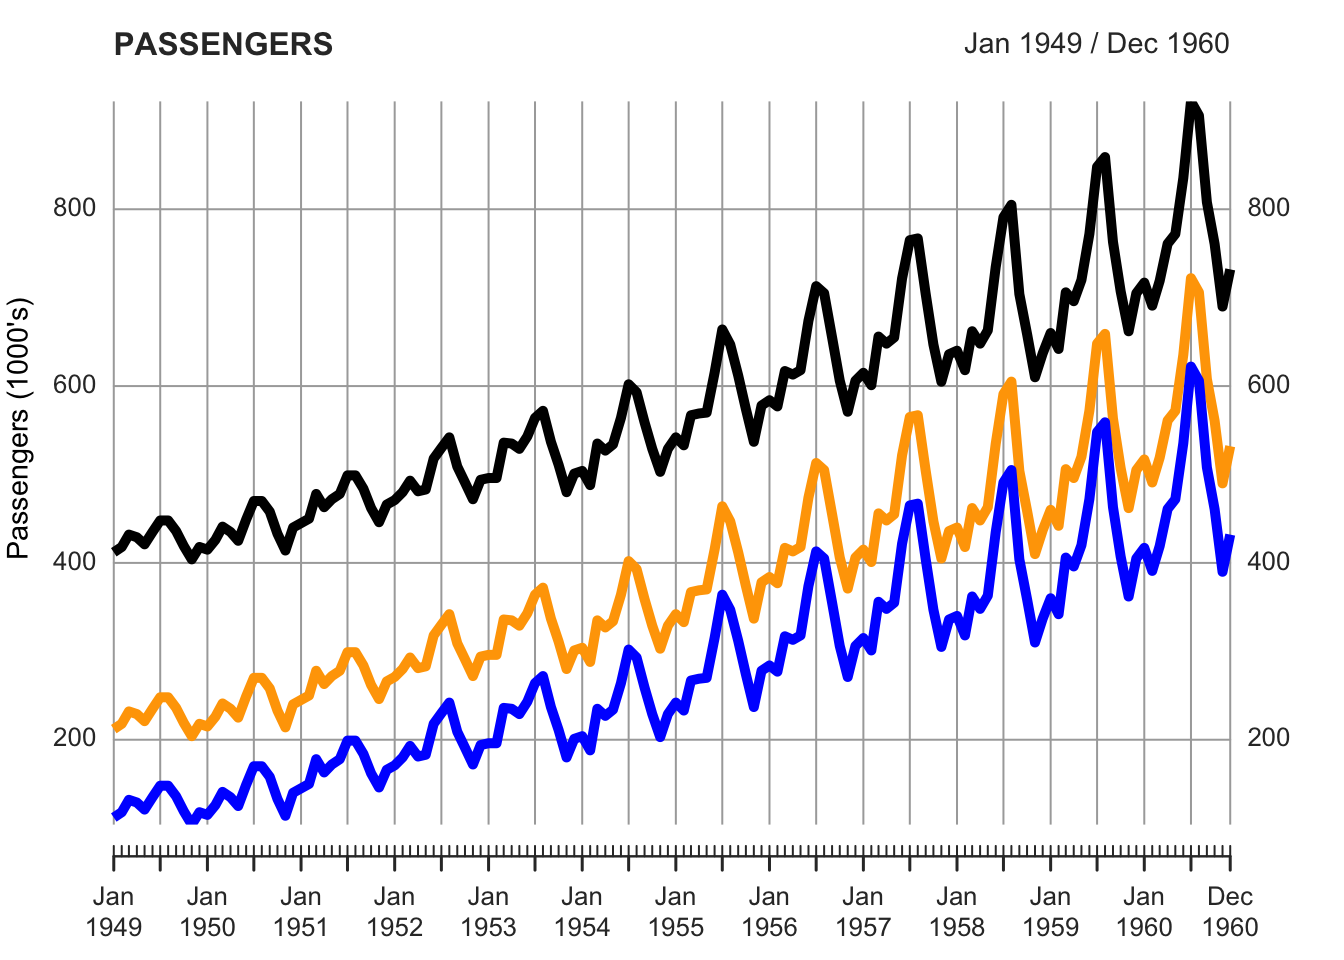 PASSENGERS
Jan 1949 / Dec 1960
Passengers (1000's)
800
600
400
200
800
600
400
200
Jan 1949
Jan 1950
Jan 1951
Jan 1952
Jan 1953
Jan 1954
Jan 1955
Jan 1956
Jan 1957
Jan 1958
Jan 1959
Jan 1960
Dec 1960